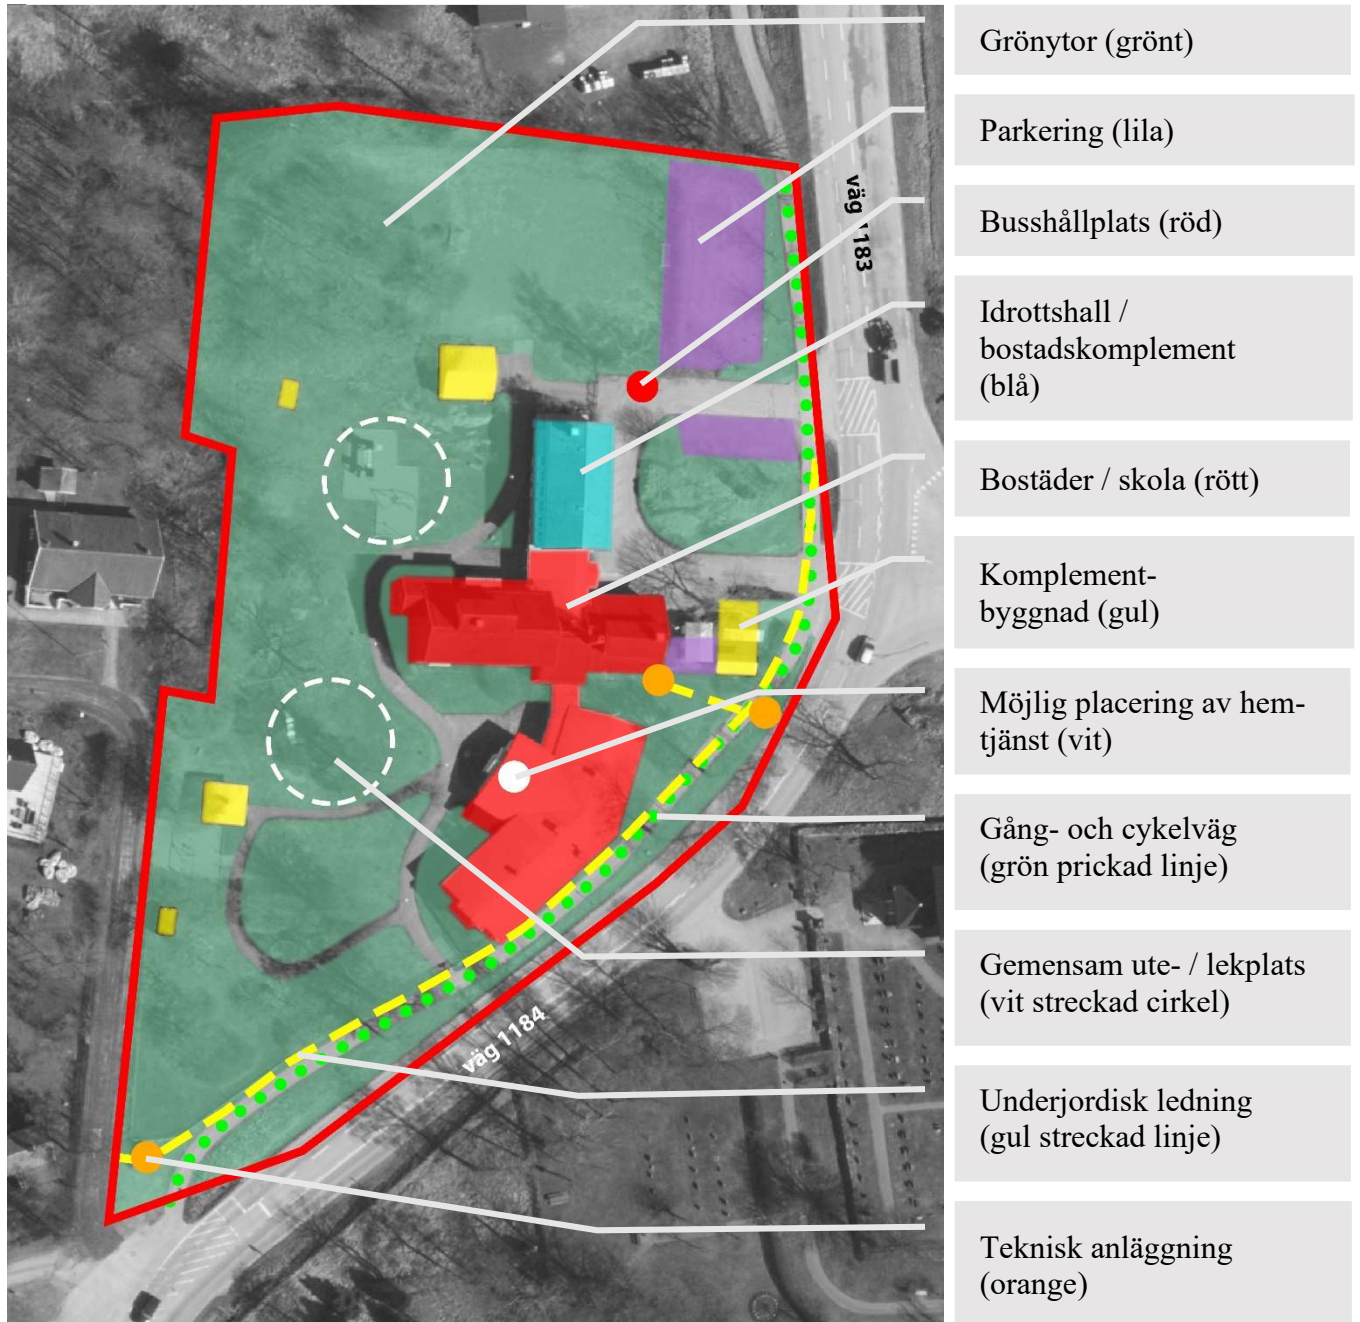 Grönytor (grönt)
Parkering (lila)
Busshållplats (röd)
Idrottshall /
bostadskomplement
(blå)
Bostäder / skola (rött)
Komplement-
byggnad (gul)
Möjlig placering av hem-
tjänst (vit)
Gång- och cykelväg
(grön prickad linje)
Gemensam ute- / lekplats
(vit streckad cirkel)
Underjordisk ledning
(gul streckad linje)
Teknisk anläggning
(orange)
väg 1183
väg 1184